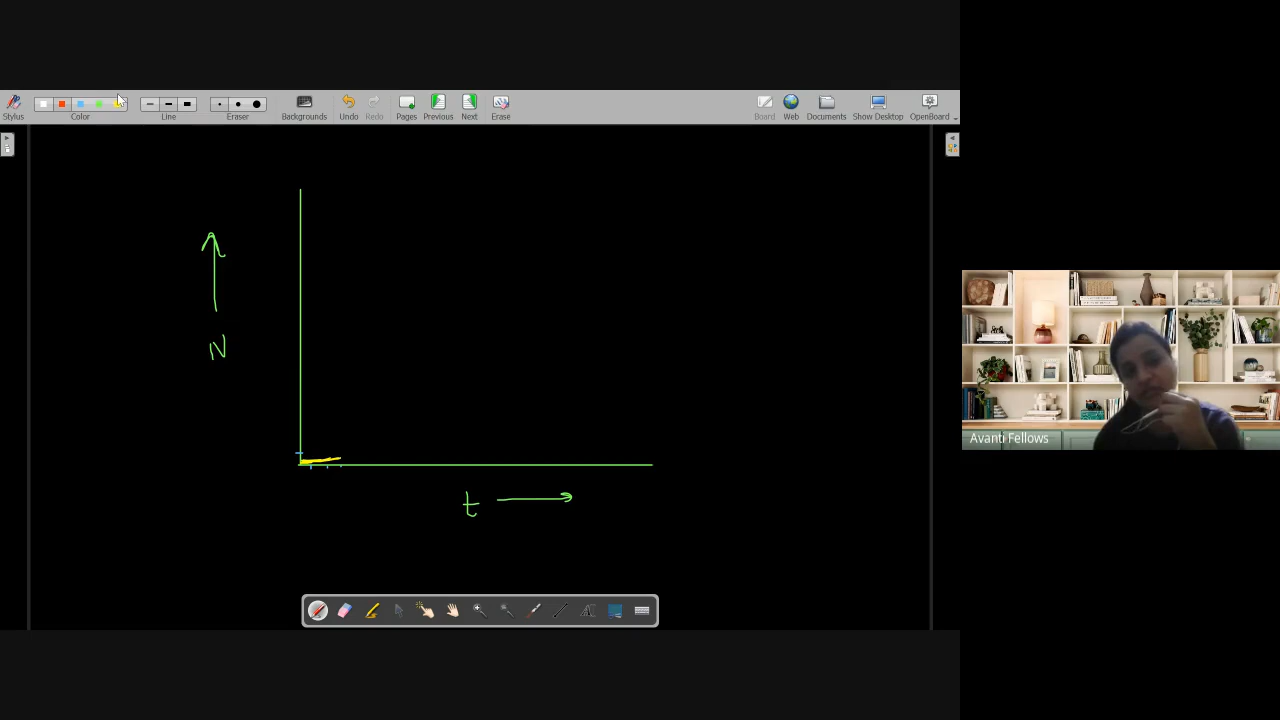 Stylus Color Line Eraser Backgrounds Undo Redo Pages Previous Next Erase Board Web Documents Show Desktop OpenBoard
N
t
Avanti Fellows